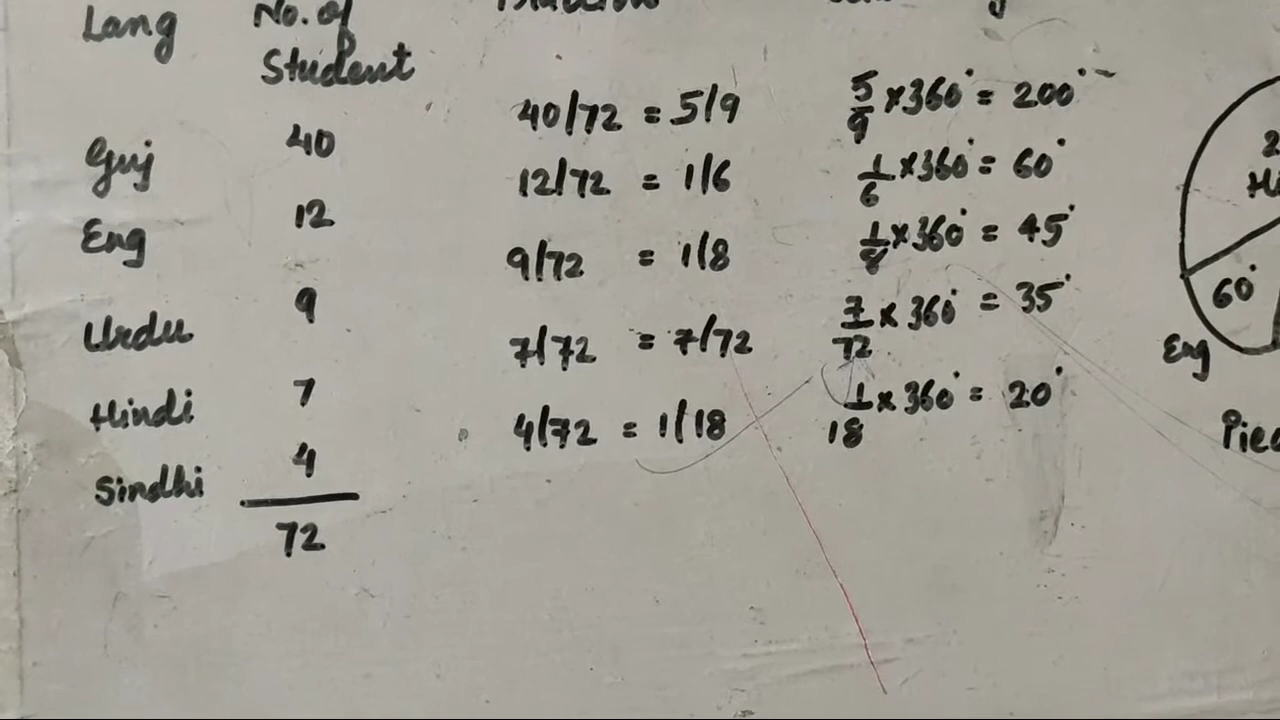 Lang No. of
Student
Guj 40 40/72 = 5/9 5/9 × 360° = 200°
Eng 12 12/72 = 1/6 1/6 × 360° = 60°
Urdu 9 9/72 = 1/8 1/8 × 360° = 45°
Hindi 7 7/72 = 7/72 7/72 × 360° = 35°
Sindhi 4 4/72 = 1/18 1/18 × 360° = 20°
72
60°
Eng